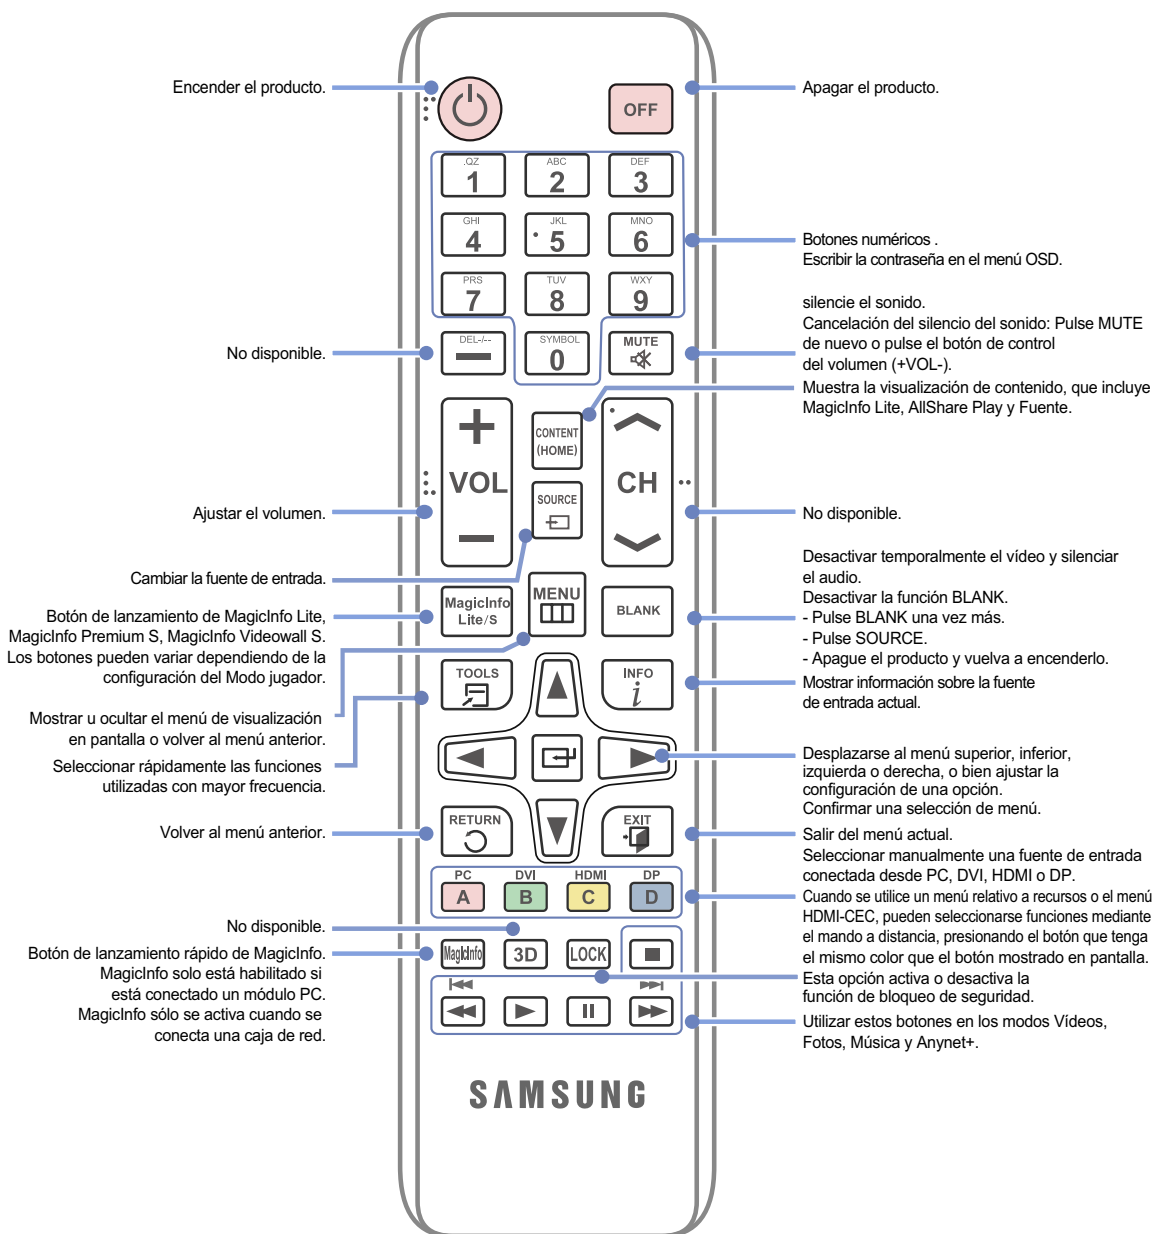 Encender el producto.
Apagar el producto.
OFF
.QZ
1
ABC
2
DEF
3
GHI
4
JKL
5
MNO
6
PRS
7
TUV
8
WXY
9
DEL-/--
SYMBOL
0
MUTE
Botones numéricos .
Escribir la contraseña en el menú OSD.
silencie el sonido.
Cancelación del silencio del sonido: Pulse MUTE
de nuevo o pulse el botón de control
del volumen (+VOL-).
No disponible.
Muestra la visualización de contenido, que incluye
MagicInfo Lite, AllShare Play y Fuente.
CONTENT
(HOME)
VOL
CH
SOURCE
Ajustar el volumen.
No disponible.
Cambiar la fuente de entrada.
Desactivar temporalmente el vídeo y silenciar
el audio.
Desactivar la función BLANK.
- Pulse BLANK una vez más.
- Pulse SOURCE.
- Apague el producto y vuelva a encenderlo.
MagicInfo
Lite/S
MENU
BLANK
Botón de lanzamiento de MagicInfo Lite,
MagicInfo Premium S, MagicInfo Videowall S.
Los botones pueden variar dependiendo de la
configuración del Modo jugador.
TOOLS
INFO
i
Mostrar información sobre la fuente
de entrada actual.
Mostrar u ocultar el menú de visualización
en pantalla o volver al menú anterior.
Seleccionar rápidamente las funciones
utilizadas con mayor frecuencia.
Desplazarse al menú superior, inferior,
izquierda o derecha, o bien ajustar la
configuración de una opción.
Confirmar una selección de menú.
Volver al menú anterior.
RETURN
EXIT
Salir del menú actual.
Seleccionar manualmente una fuente de entrada
conectada desde PC, DVI, HDMI o DP.
Cuando se utilice un menú relativo a recursos o el menú
HDMI-CEC, pueden seleccionarse funciones mediante
el mando a distancia, presionando el botón que tenga
el mismo color que el botón mostrado en pantalla.
PC
DVI
HDMI
DP
A
B
C
D
No disponible.
Botón de lanzamiento rápido de MagicInfo.
MagicInfo solo está habilitado si
está conectado un módulo PC.
MagicInfo sólo se activa cuando se
conecta una caja de red.
MagicInfo
3D
LOCK
Esta opción activa o desactiva la
función de bloqueo de seguridad.
Utilizar estos botones en los modos Vídeos,
Fotos, Música y Anynet+.
SAMSUNG